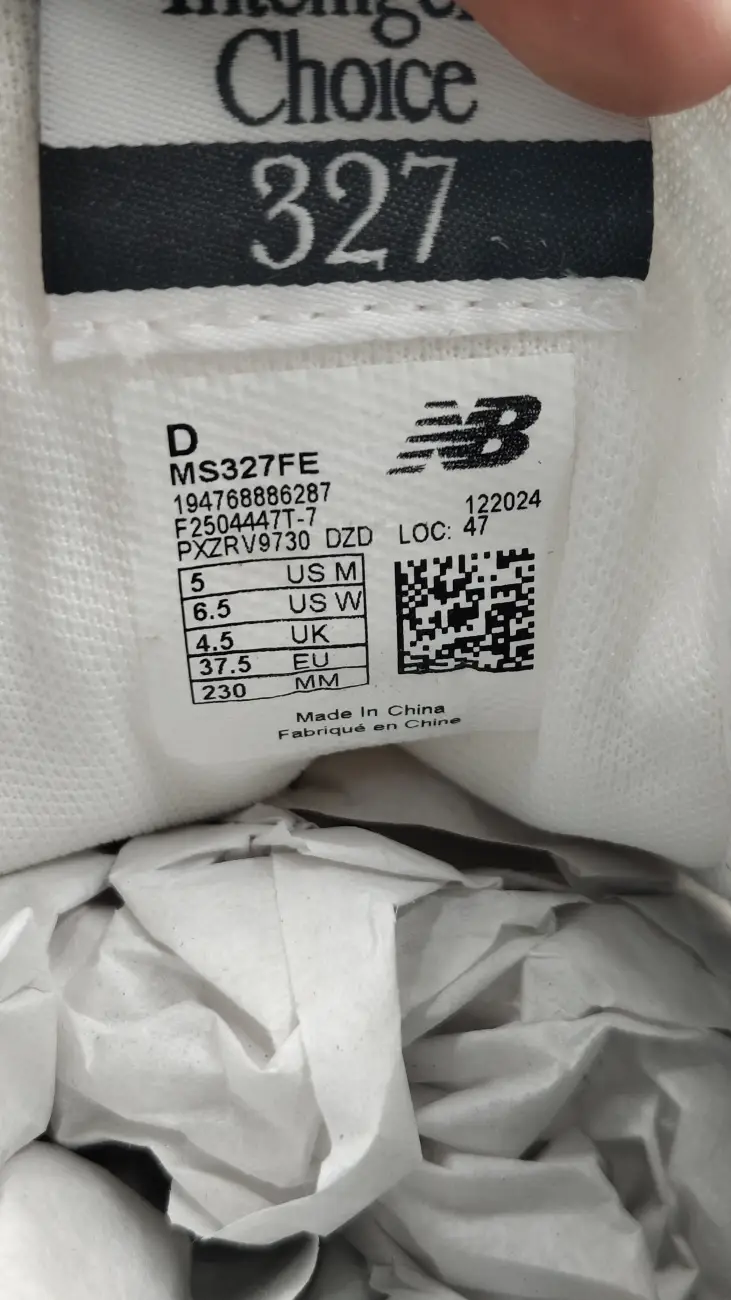 Choice
327
D
NB
MS327FE
194768886287
122024
F2504447T-7
PXZRV9730 DZD LOC: 47
5 US M
6.5 US W
4.5 UK
37.5 EU
230 MM
Made In China
Fabriqué en Chine